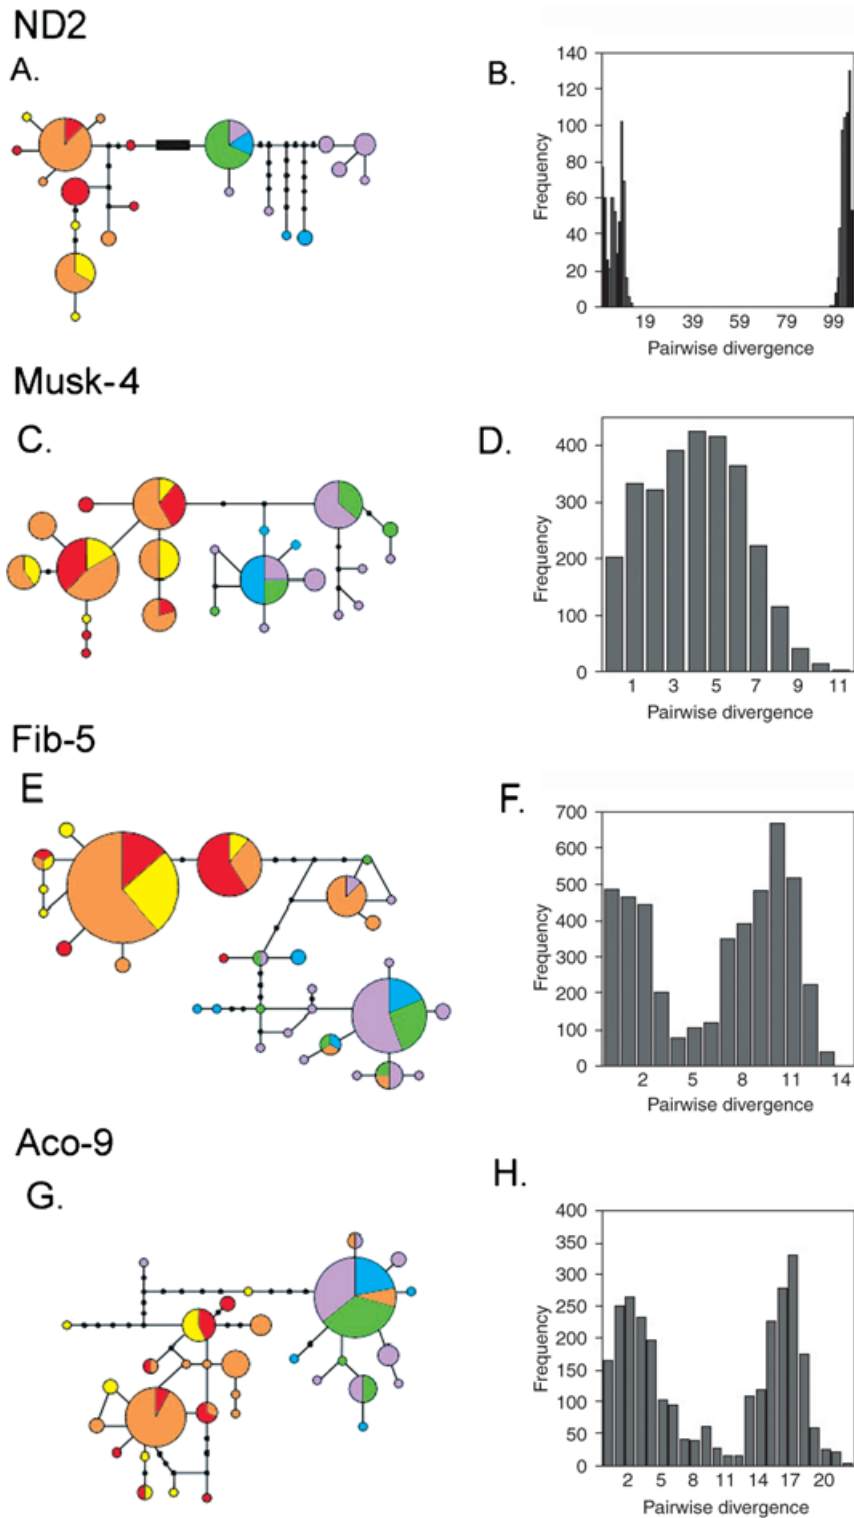 ND2
A.
B.
140
120
100
80
60
40
20
0
Frequency
19 39 59 79 99
Pairwise divergence
Musk-4
C.
D.
400
300
200
100
0
Frequency
1 3 5 7 9 11
Pairwise divergence
Fib-5
E
F.
700
600
500
400
300
200
100
0
Frequency
2 5 8 11 14
Pairwise divergence
Aco-9
G.
H.
400
350
300
250
200
150
100
50
0
Frequency
2 5 8 11 14 17 20
Pairwise divergence